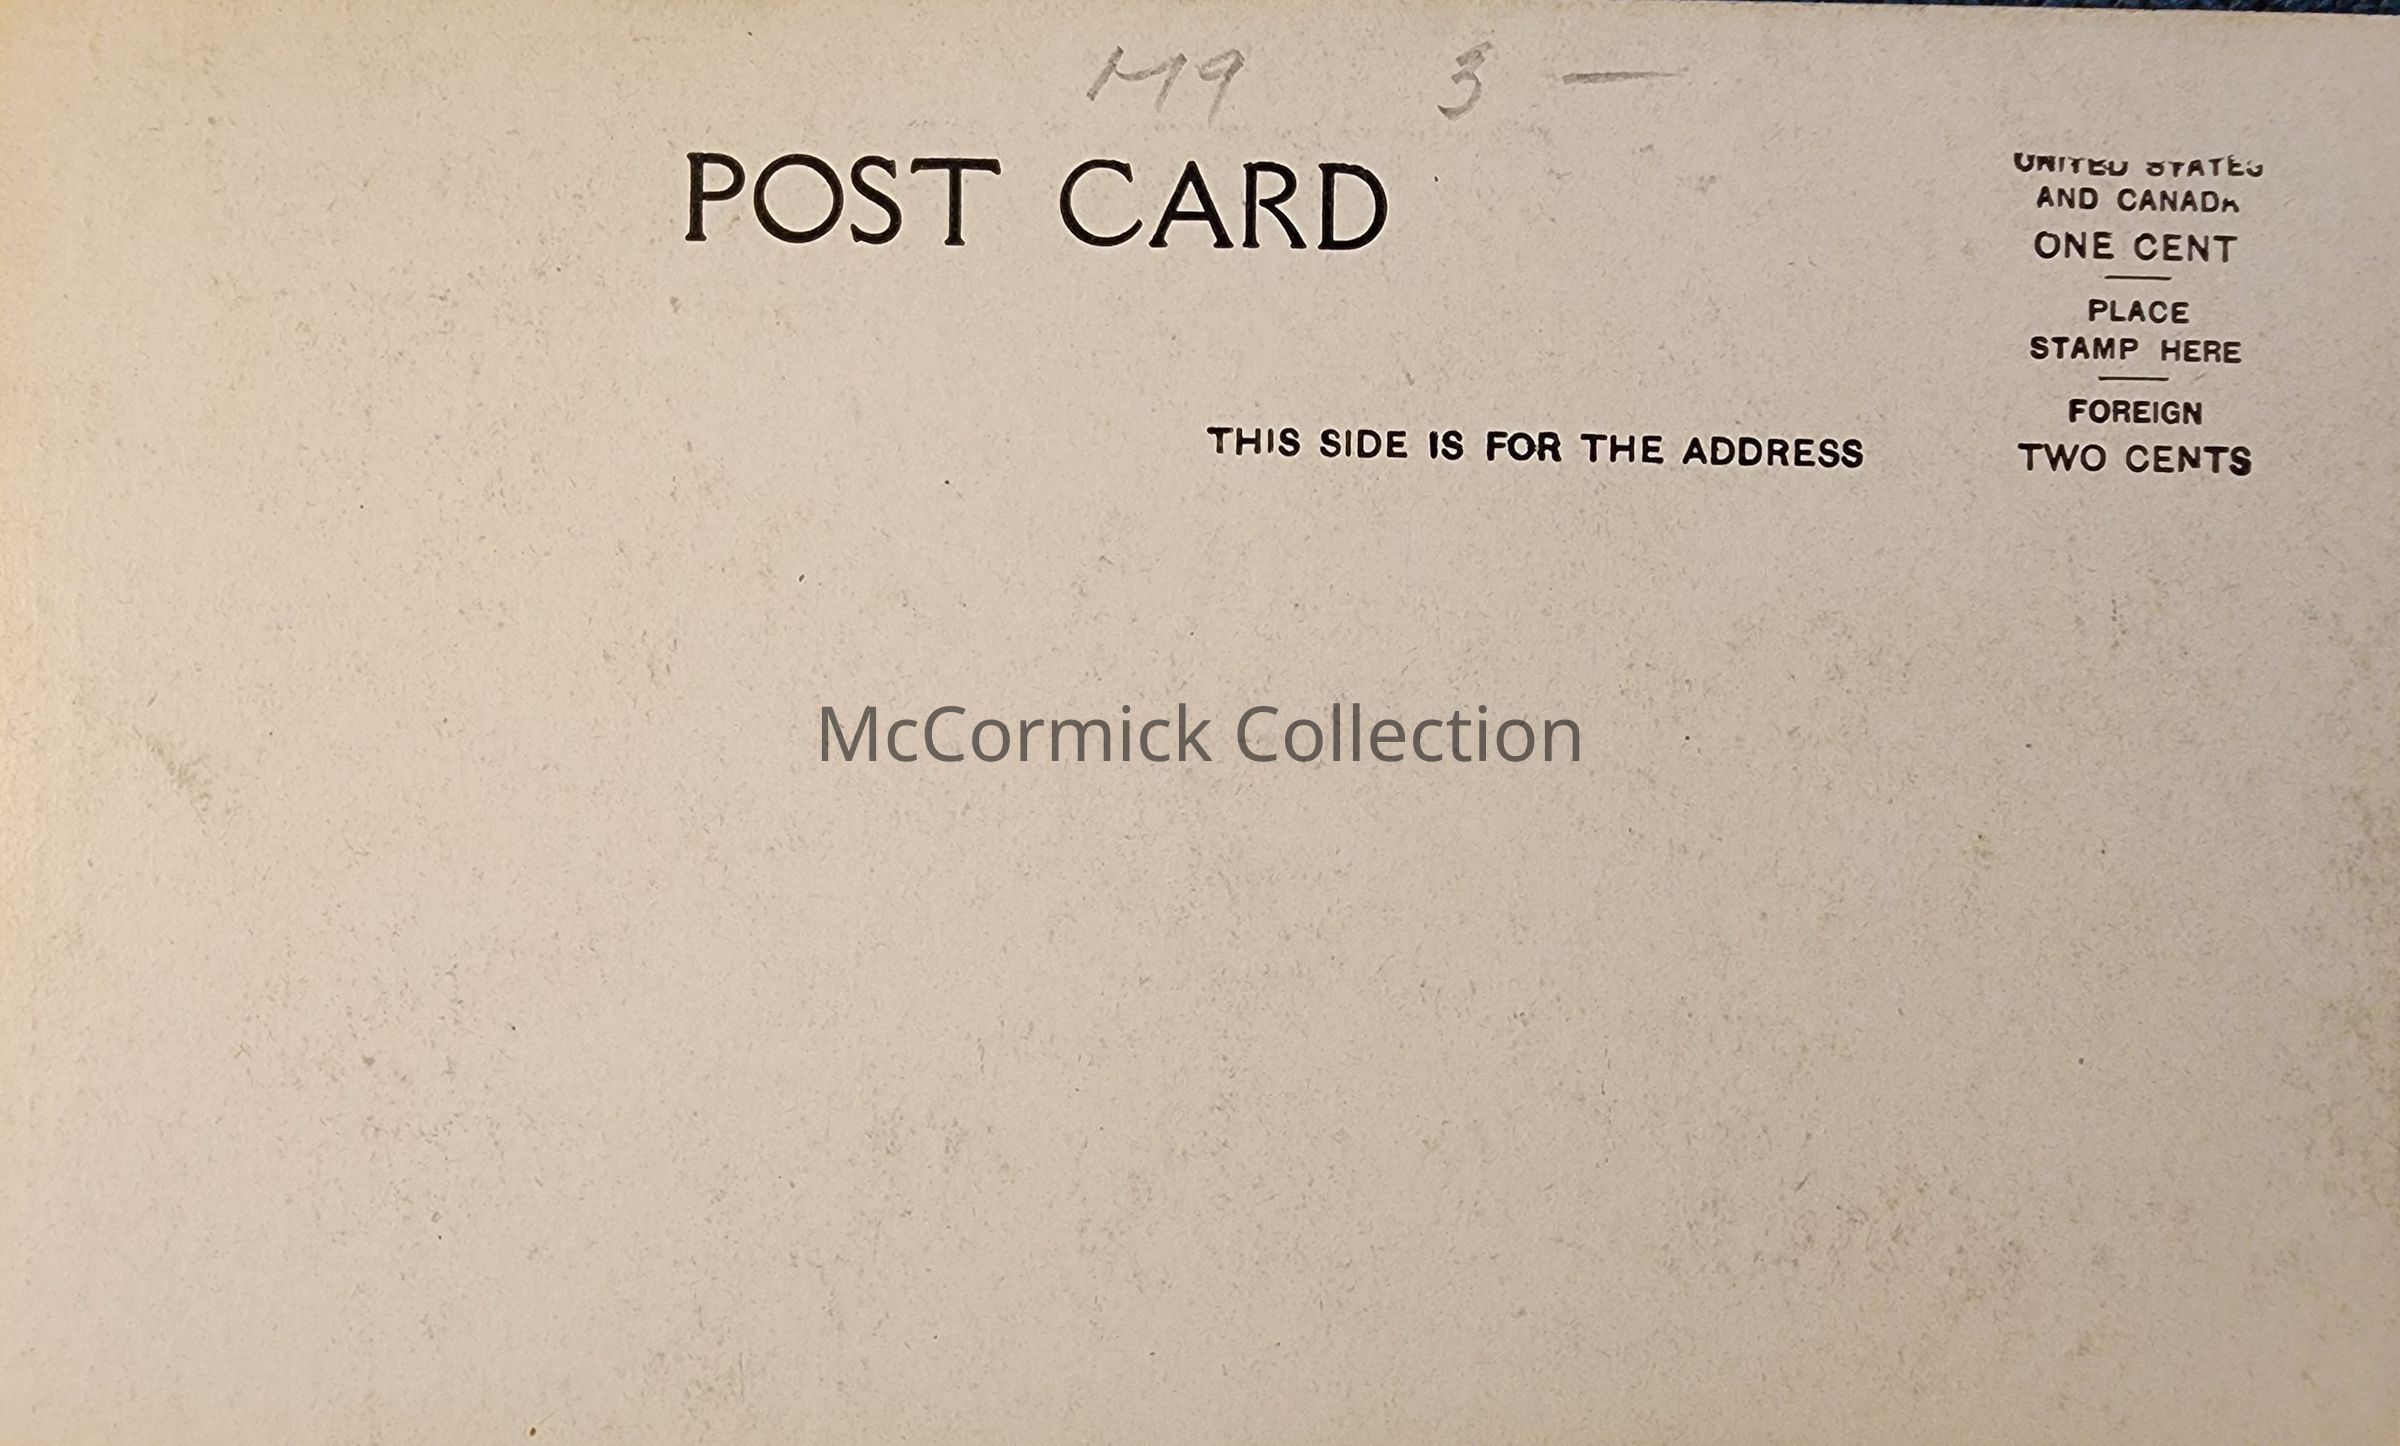 M9 3 —
POST CARD
UNITED STATES
AND CANADA
ONE CENT
PLACE
STAMP HERE
FOREIGN
TWO CENTS
THIS SIDE IS FOR THE ADDRESS
McCormick Collection